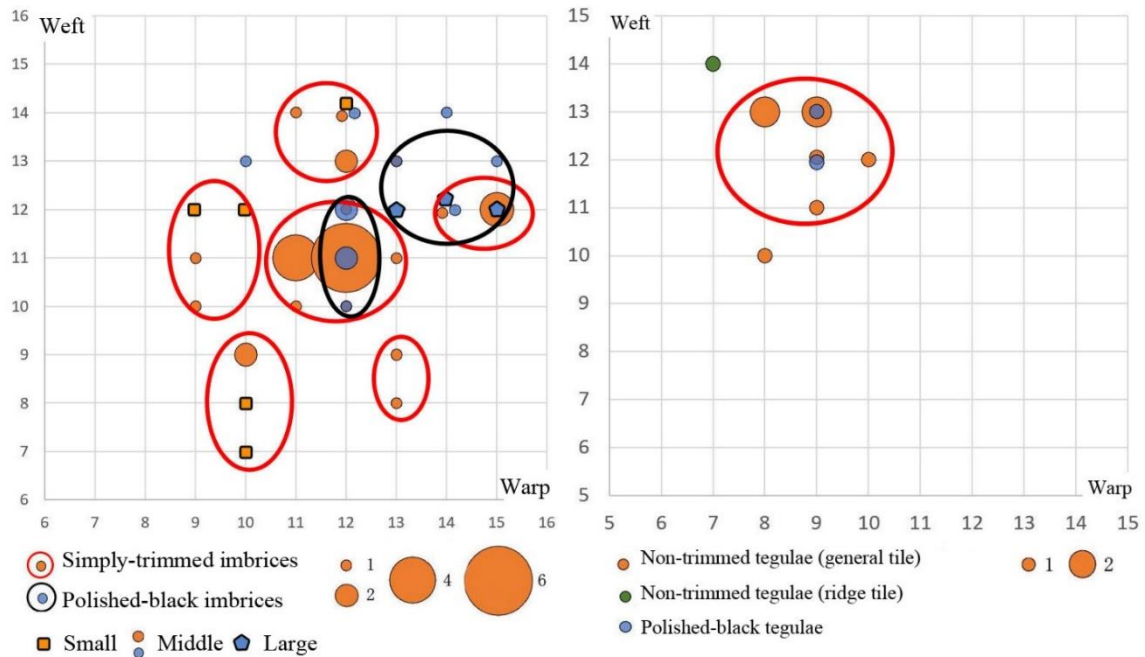 Weft
16
15
14
13
12
11
10
9
8
7
6
6 7 8 9 10 11 12 13 14 15 16
Warp
Simply-trimmed imbrices
Polished-black imbrices
1
2
4
6
Small Middle Large
Weft
15
14
13
12
11
10
9
8
7
6
5
5 6 7 8 9 10 11 12 13 14 15
Warp
Non-trimmed tegulae (general tile)
Non-trimmed tegulae (ridge tile)
Polished-black tegulae
1 2